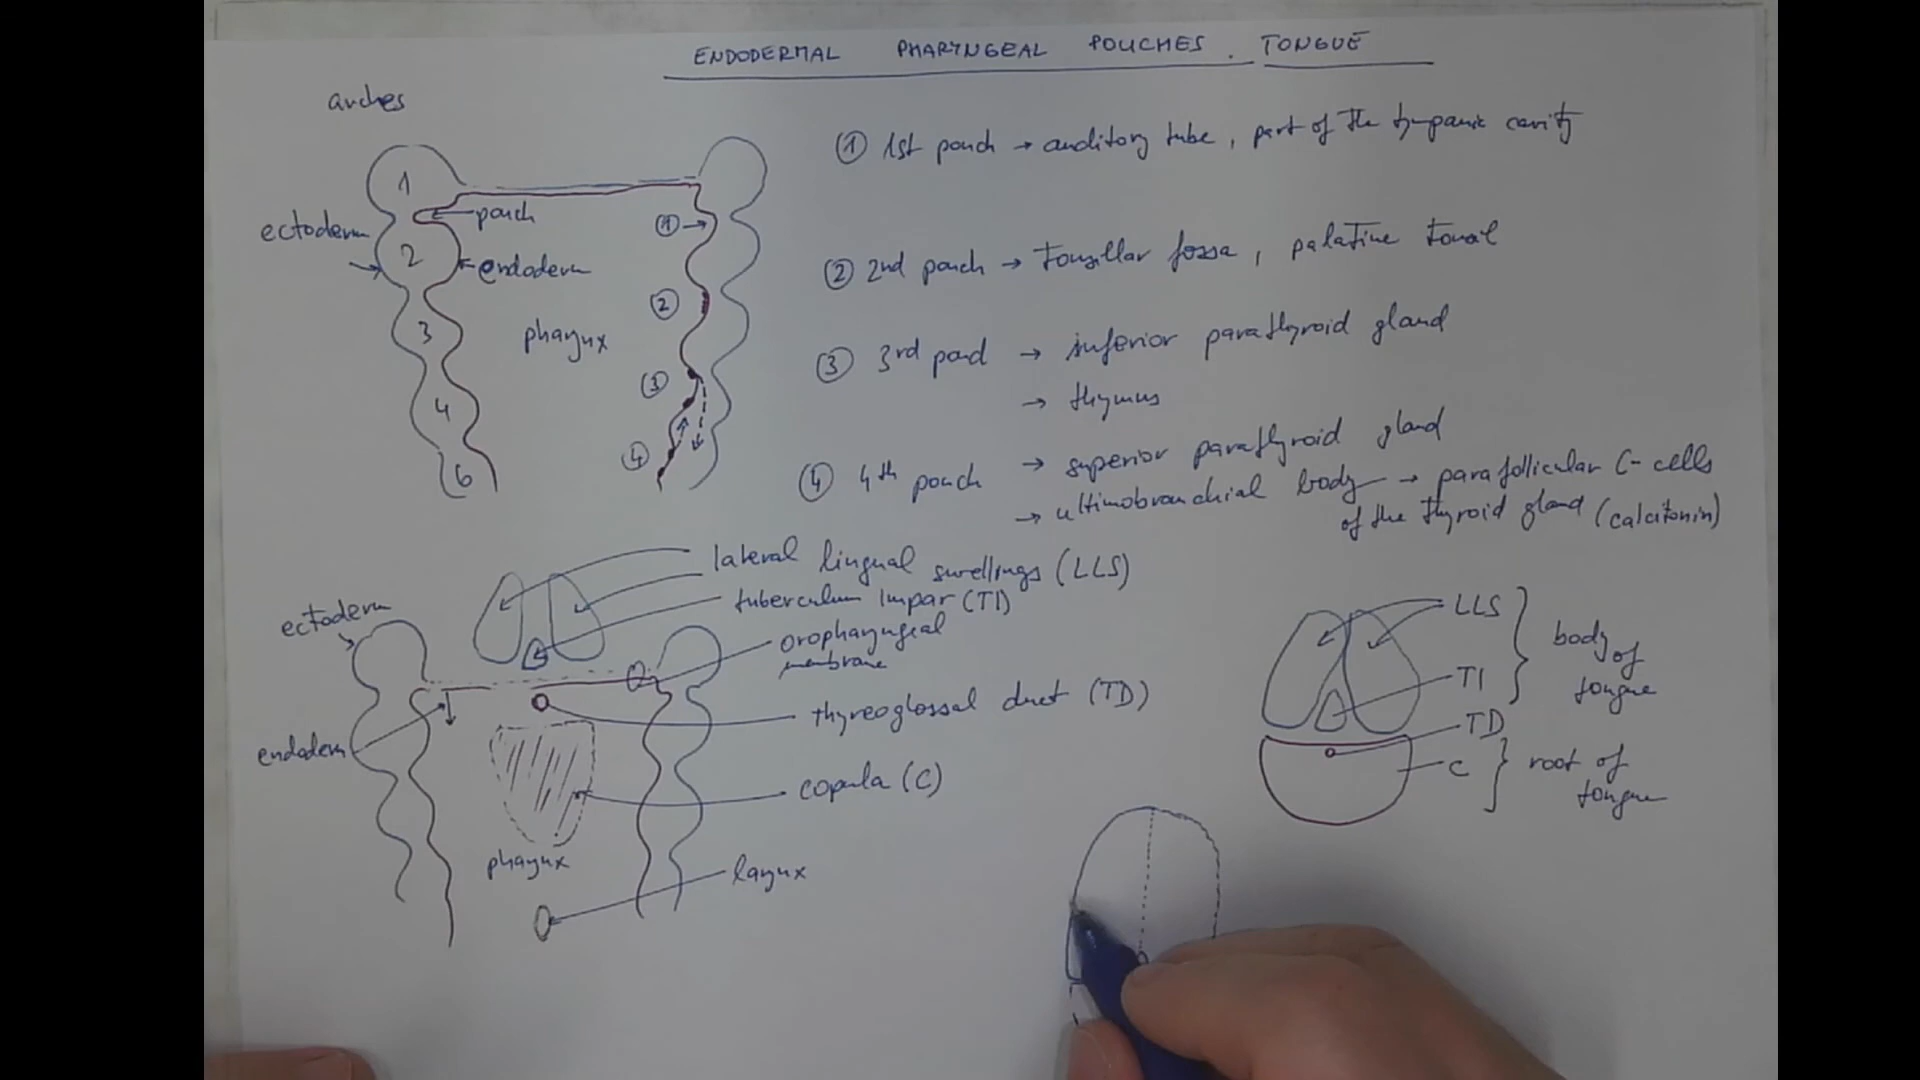 ENDODERMAL PHARYNGEAL POUCHES. TONGUE
arches
① 1st pouch → auditory tube, part of the tympanic cavity
1
ectoderm
pouch
2
endoderm
①
② 2nd pouch → Tonsillar fossa, palatine tonsil
②
3
pharynx
③ 3rd pouch → inferior parathyroid gland
→ thymus
③
4
④
6
④ 4th pouch → superior parathyroid gland
→ ultimobranchial body → parafollicular C-cells
of the thyroid gland (calcitonin)
lateral lingual swellings (LLS)
tuberculum impar (TI)
oropharyngeal
membrane
ectoderm
endoderm
thyreoglossal duct (TD)
copula (C)
pharynx
larynx
LLS
TI
body
of
tongue
TD
C
root of
tongue